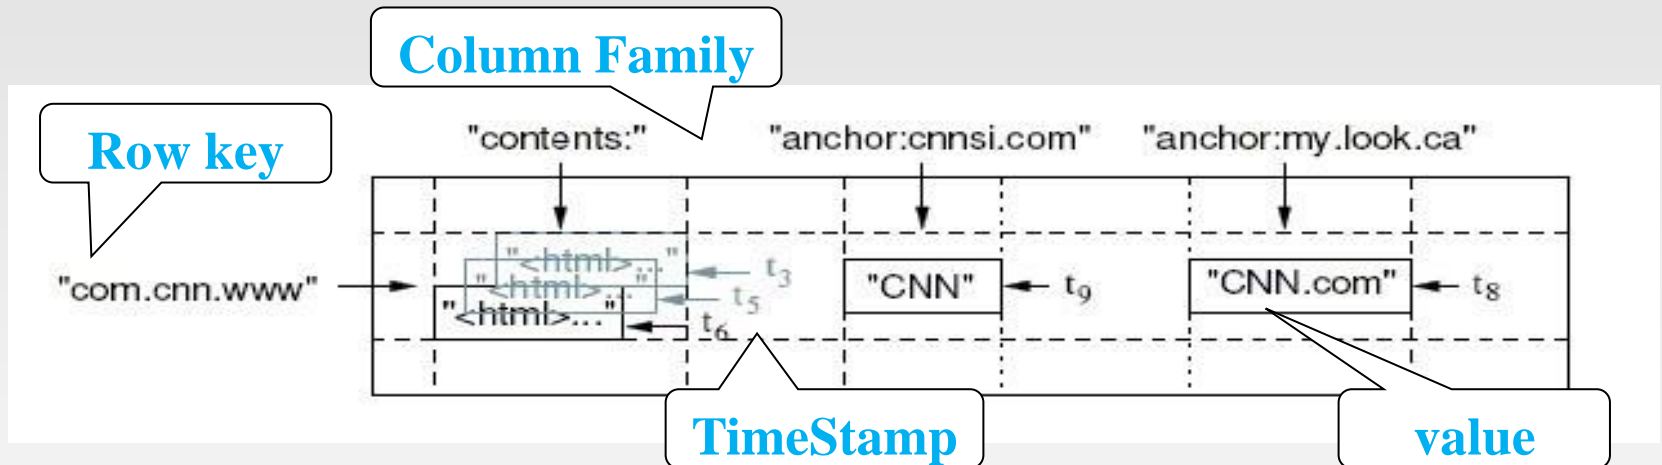 Column Family
Row key
"contents:" "anchor:cnnsi.com" "anchor:my.look.ca"
"<html>..."
t3
"<html>..."
t5
"com.cnn.www"
"<html>..."
t6
"CNN"
t9
"CNN.com"
t8
TimeStamp
value